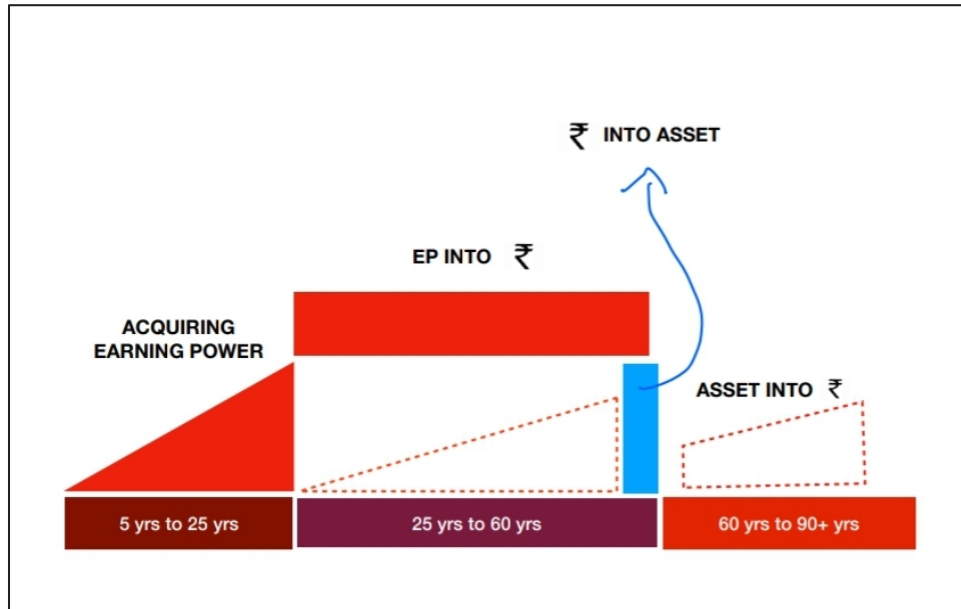 ₹ INTO ASSET
EP INTO ₹
ACQUIRING
EARNING POWER
ASSET INTO ₹
5 yrs to 25 yrs
25 yrs to 60 yrs
60 yrs to 90+ yrs